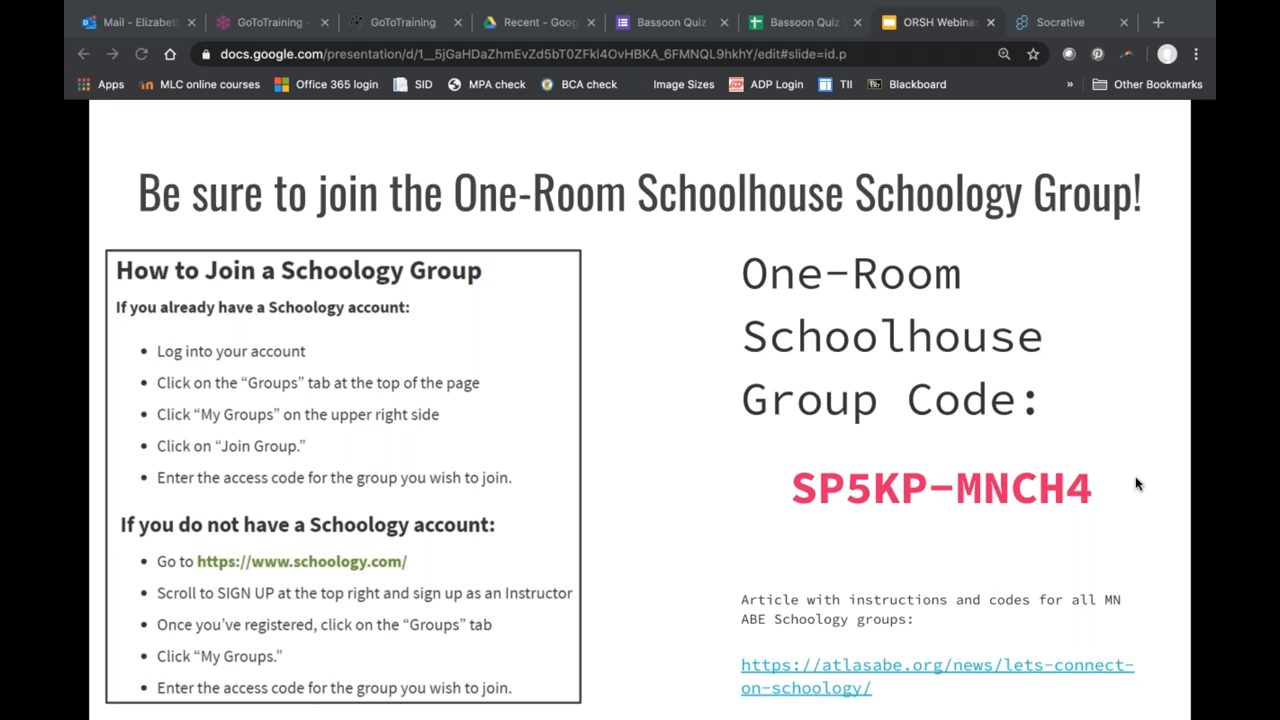 Mail - Elizabeth
GoToTraining -
GoToTraining
Recent - Goog
Bassoon Quiz
Bassoon Quiz
ORSH Webinar
Socrative
docs.google.com/presentation/d/1__5jGaHDaZhmEvZd5bT0ZFkl4OvHBKA_6FMNQL9hkhY/edit#slide=id.p
Apps
MLC online courses
Office 365 login
SID
MPA check
BCA check
Image Sizes
ADP Login
TII
Blackboard
»
Other Bookmarks
Be sure to join the One-Room Schoolhouse Schoology Group!
How to Join a Schoology Group
If you already have a Schoology account:
• Log into your account
• Click on the “Groups” tab at the top of the page
• Click “My Groups” on the upper right side
• Click on “Join Group.”
• Enter the access code for the group you wish to join.
If you do not have a Schoology account:
• Go to https://www.schoology.com/
• Scroll to SIGN UP at the top right and sign up as an Instructor
• Once you’ve registered, click on the “Groups” tab
• Click “My Groups.”
• Enter the access code for the group you wish to join.
One-Room
Schoolhouse
Group Code:
SP5KP-MNCH4
Article with instructions and codes for all MN
ABE Schoology groups:
https://atlasabe.org/news/lets-connect-
on-schoology/